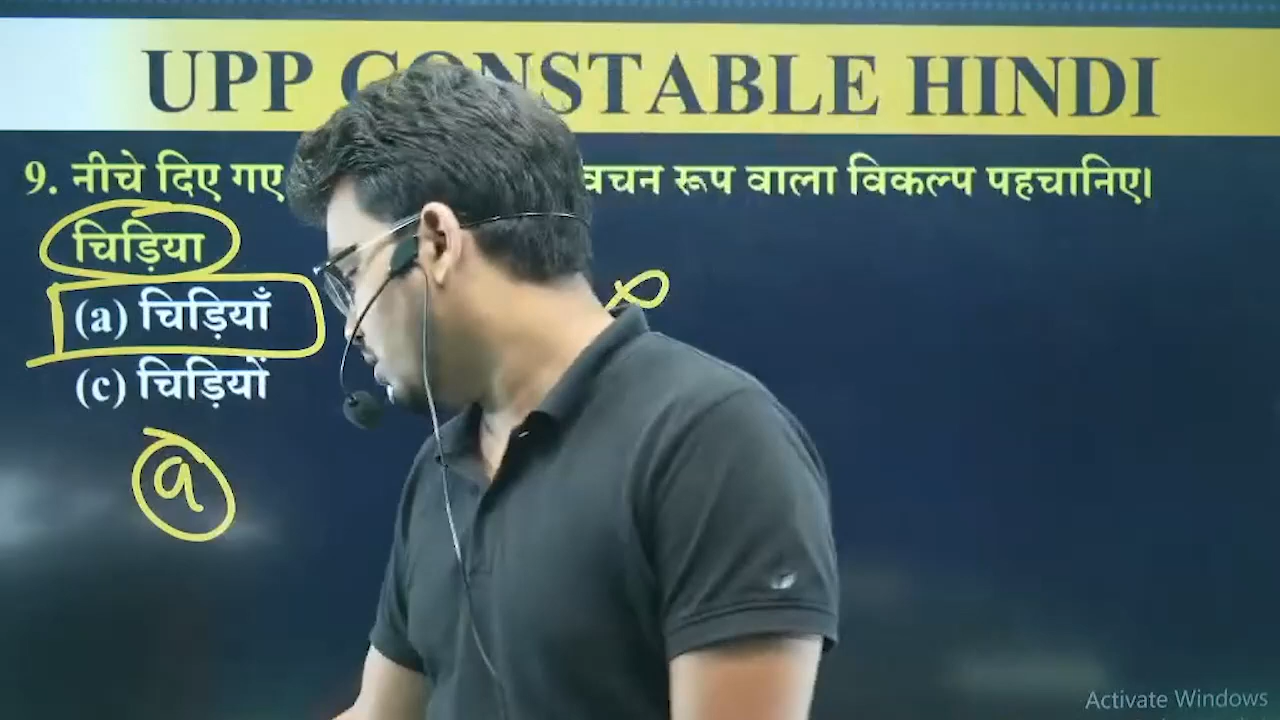 UPP CONSTABLE HINDI
9. नीचे दिए गए वचन रूप वाला विकल्प पहचानिए।
चिड़िया
(a) चिड़ियाँ
(c) चिड़ियों
a
Activate Windows